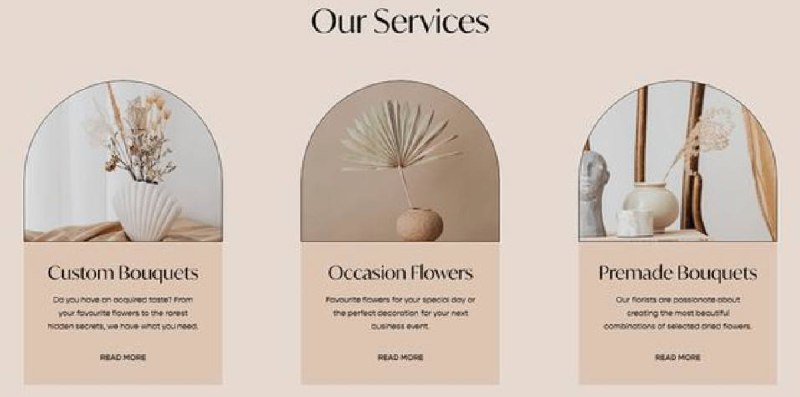 Our Services
Custom Bouquets
Do you have an acquired taste? From
your favourite flowers to the rarest
hidden secrets, we have what you need.
READ MORE
Occasion Flowers
Favourite flowers for your special day or
the perfect decoration for your next
business event.
READ MORE
Premade Bouquets
Our florists are passionate about
creating the most beautiful
combinations of selected dried flowers.
READ MORE